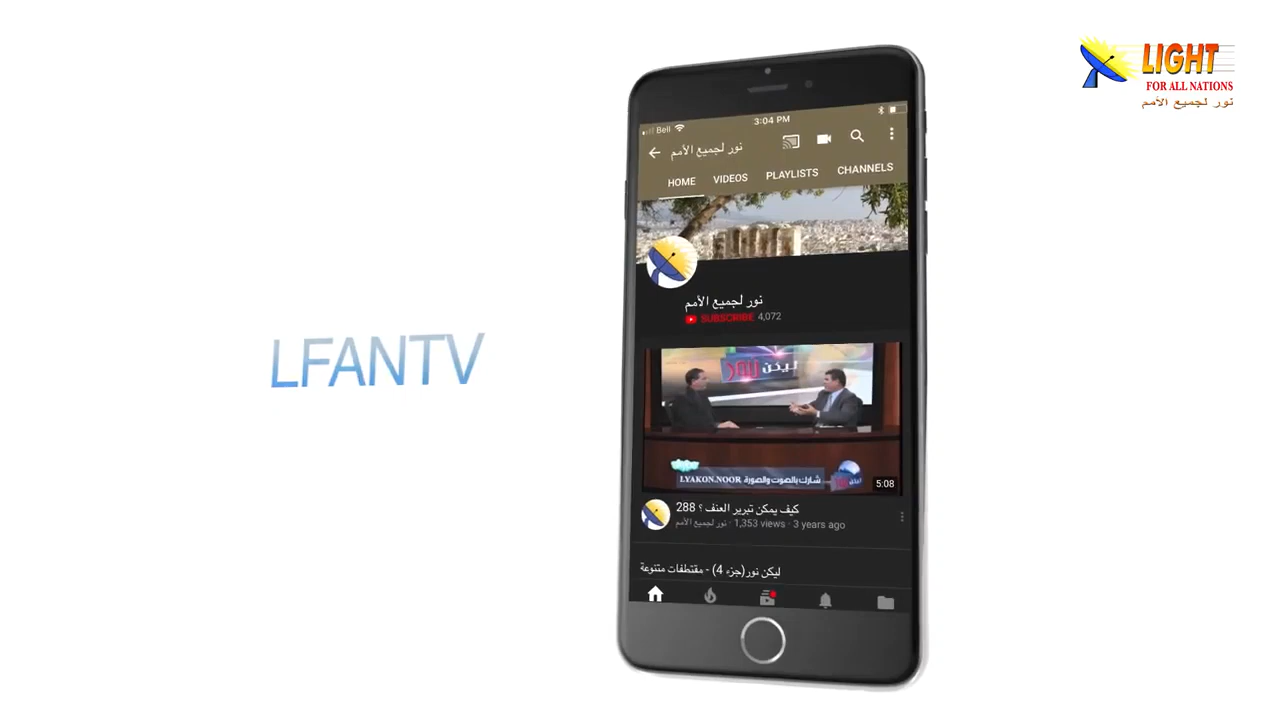 LIGHT
FOR ALL NATIONS
نور لجميع الأمم
LFANTV
Bell
3:04 PM
نور لجميع الأمم
HOME VIDEOS PLAYLISTS CHANNELS
نور لجميع الأمم
SUBSCRIBE 4,072
ليكن نور
شارك بالصوت والصورة LYAKON.NOOR
5:08
كيف يمكن تبرير العنف ؟ 288
نور لجميع الأمم · 1,353 views · 3 years ago
ليكن نور(جزء 4) - مقتطفات متنوعة